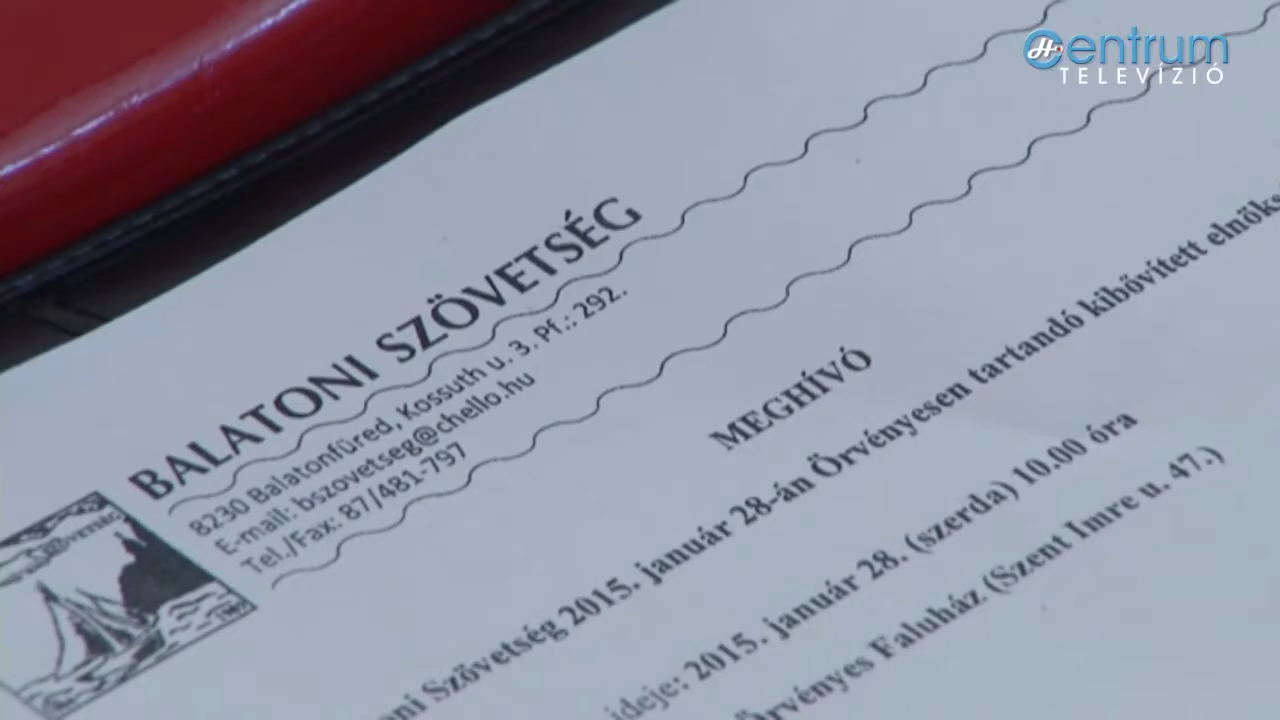 Centrum
TELEVÍZIÓ
BALATONI SZÖVETSÉG
8230 Balatonfüred, Kossuth u. 3. Pf.: 292.
E-mail: bszovetseg@chello.hu
Tel./Fax: 87/481-797
MEGHÍVÓ
Szövetség 2015. január 28-án Örvényesen tartandó kibővített
ideje: 2015. január 28. (szerda) 10.00 óra
Örvényes Faluház (Szent Imre u. 47.)